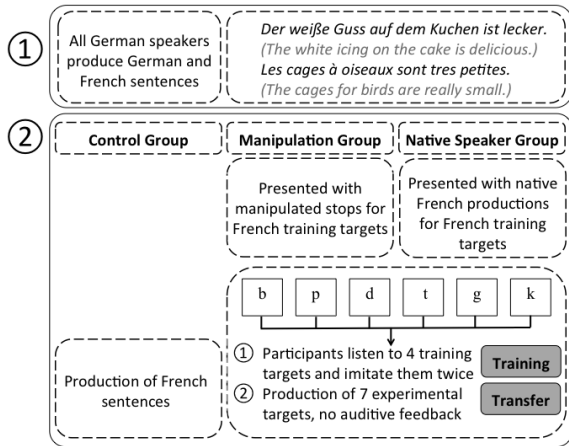 1
All German speakers
produce German and
French sentences
Der weiße Guss auf dem Kuchen ist lecker.
(The white icing on the cake is delicious.)
Les cages à oiseaux sont tres petites.
(The cages for birds are really small.)
2
Control Group
Manipulation Group
Native Speaker Group
Presented with
manipulated stops for
French training targets
Presented with native
French productions
for French training
targets
b p d t g k
Production of French
sentences
1 Participants listen to 4 training
targets and imitate them twice
Training
2 Production of 7 experimental
targets, no auditive feedback
Transfer